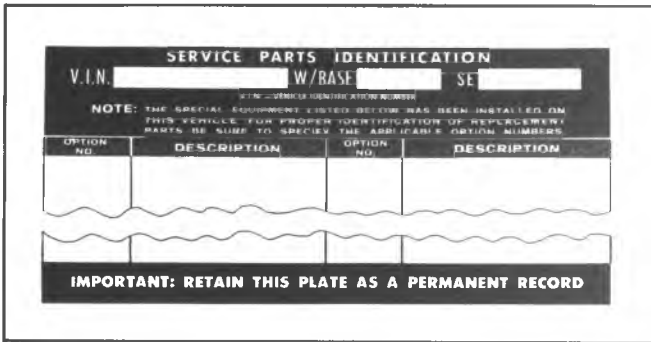 SERVICE PARTS IDENTIFICATION
V.I.N. W/BASE SE
V.I.N. – VEHICLE IDENTIFICATION NUMBER
NOTE: THE SPECIAL EQUIPMENT LISTED BELOW HAS BEEN INSTALLED ON
THIS VEHICLE. FOR PROPER IDENTIFICATION OF REPLACEMENT
PARTS BE SURE TO SPECIFY THE APPLICABLE OPTION NUMBERS.
OPTION NO. DESCRIPTION OPTION NO. DESCRIPTION
IMPORTANT: RETAIN THIS PLATE AS A PERMANENT RECORD